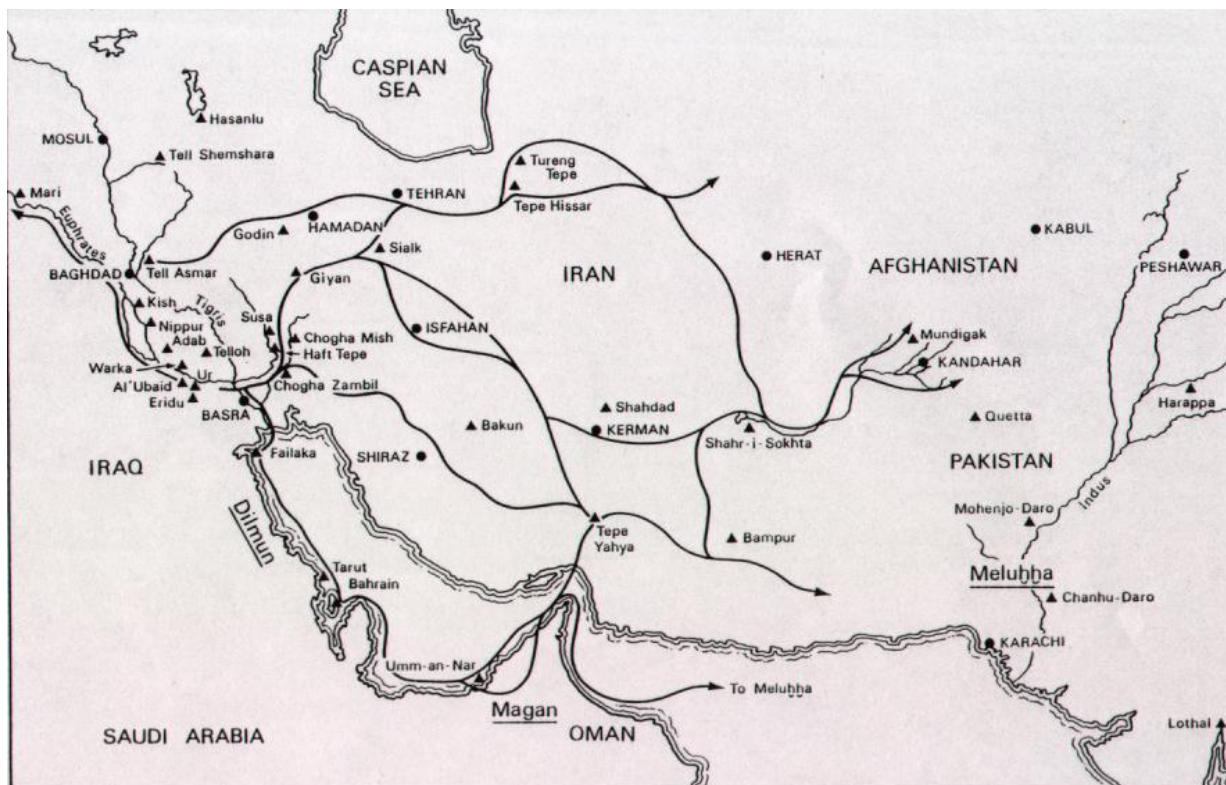 CASPIAN
SEA
Hasanlu
MOSUL
Tell Shemshara
Tureng
Tepe
Mari
TEHRAN
Tepe Hissar
Euphrates
HAMADAN
Godin
KABUL
Sialk
HERAT
BAGHDAD
Tell Asmar
Giyan
IRAN
AFGHANISTAN
PESHAWAR
Kish
Tigris
Susa
Nippur
ISFAHAN
Chogha Mish
Mundigak
Adab
Telloh
Haft Tepe
KANDAHAR
Warka
Ur
Al'Ubaid
Chogha Zambil
Eridu
BASRA
Harappa
Shahdad
Quetta
Bakun
KERMAN
Shahr-i-Sokhta
Failaka
SHIRAZ
IRAQ
PAKISTAN
Indus
Dilmun
Mohenjo-Daro
Tepe
Yahya
Bampur
Tarut
Bahrain
Meluḫḫa
Chanhu-Daro
KARACHI
Umm-an-Nar
To Meluḫḫa
Magan
SAUDI ARABIA
OMAN
Lothal